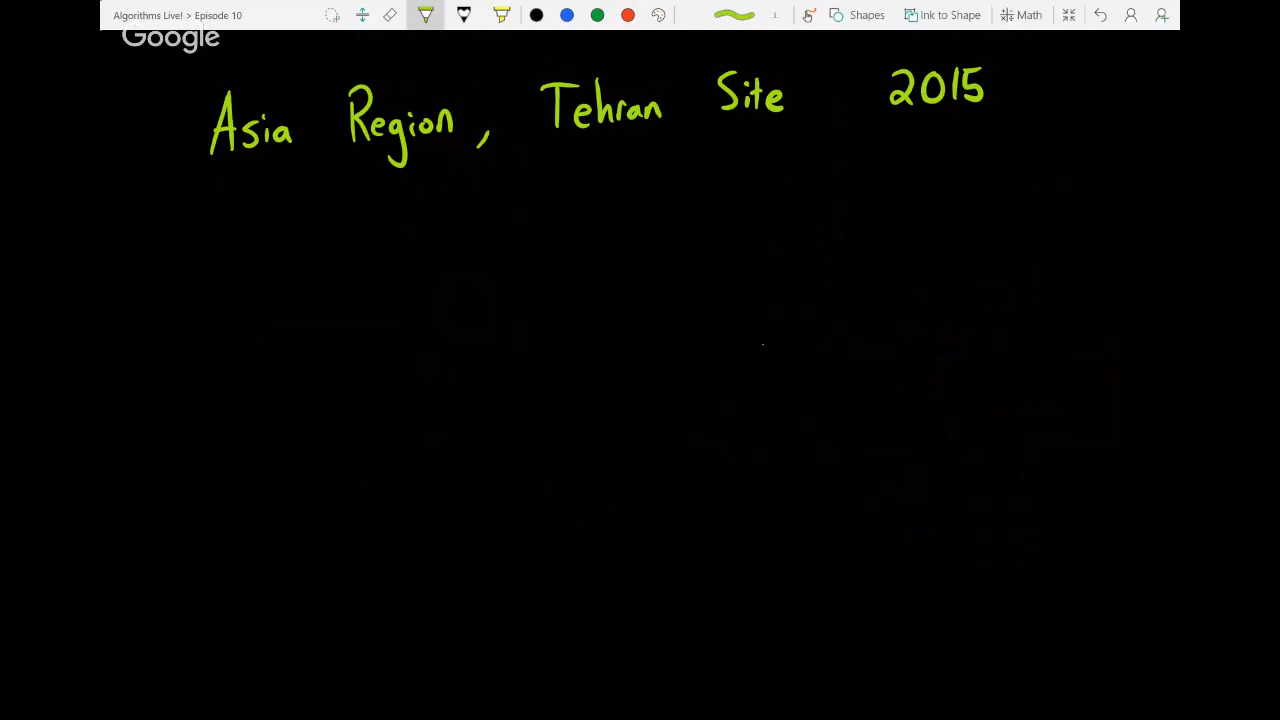 Algorithms Live! > Episode 10
Shapes
Ink to Shape
Math
Google
Asia Region, Tehran Site 2015